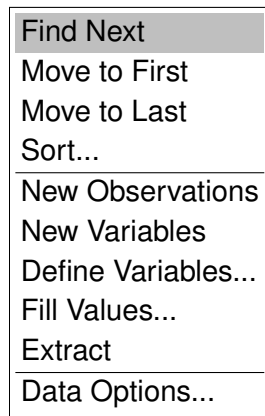 Find Next
Move to First
Move to Last
Sort...
New Observations
New Variables
Define Variables...
Fill Values...
Extract
Data Options...